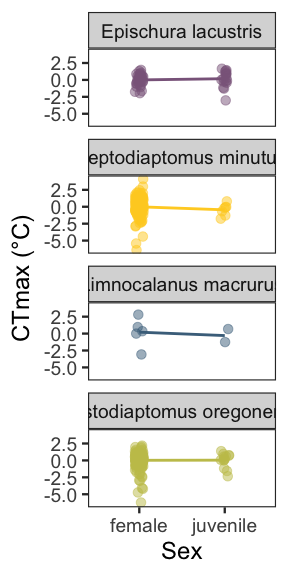 Epischura lacustris
2.5
0.0
-2.5
-5.0
eptodiaptomus minutu
2.5
0.0
-2.5
-5.0
imnocalanus macruru
2.5
0.0
-2.5
-5.0
stodiaptomus oregone
2.5
0.0
-2.5
-5.0
CTmax (°C)
female juvenile
Sex